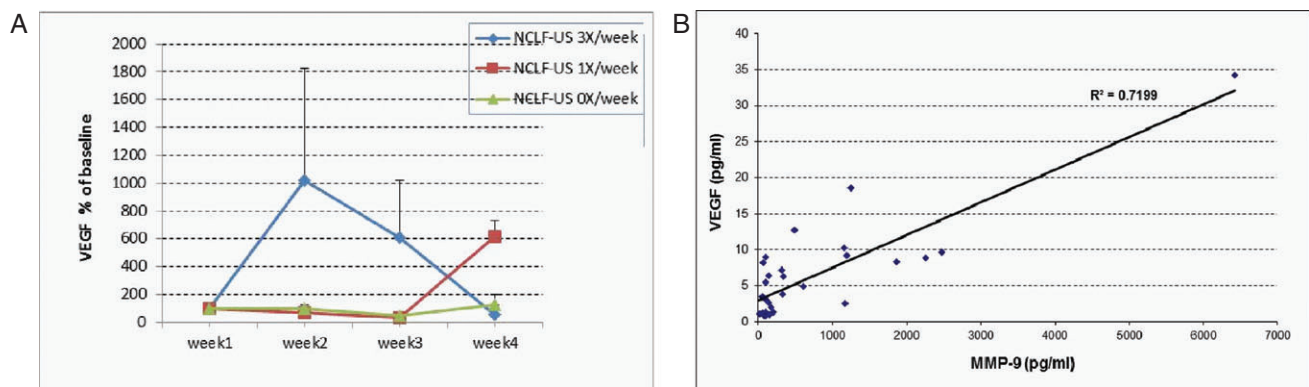 A
2000
1800
1600
1400
1200
1000
800
600
400
200
0
VEGF % of baseline
week1 week2 week3 week4
NCLF-US 3X/week
NCLF-US 1X/week
NCLF-US 0X/week
B
40
35
30
25
20
15
10
5
0
VEGF (pg/ml)
R² = 0.7199
0 1000 2000 3000 4000 5000 6000 7000
MMP-9 (pg/ml)